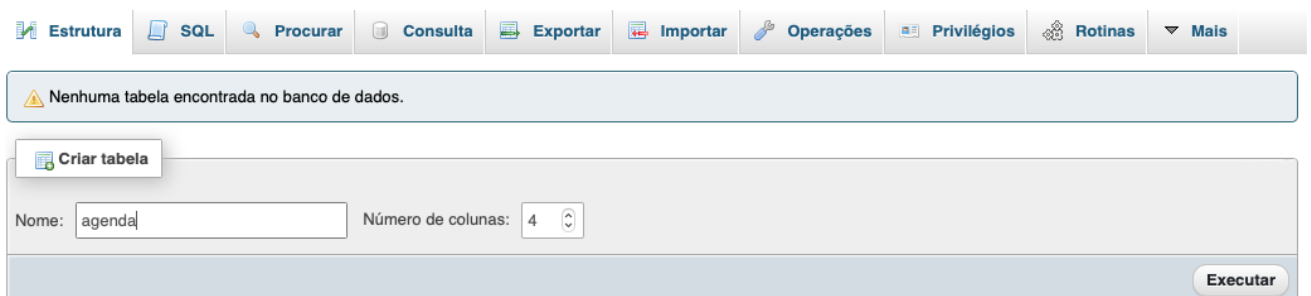 Estrutura SQL Procurar Consulta Exportar Importar Operações Privilégios Rotinas Mais
Nenhuma tabela encontrada no banco de dados.
Criar tabela
Nome: agenda Número de colunas: 4
Executar